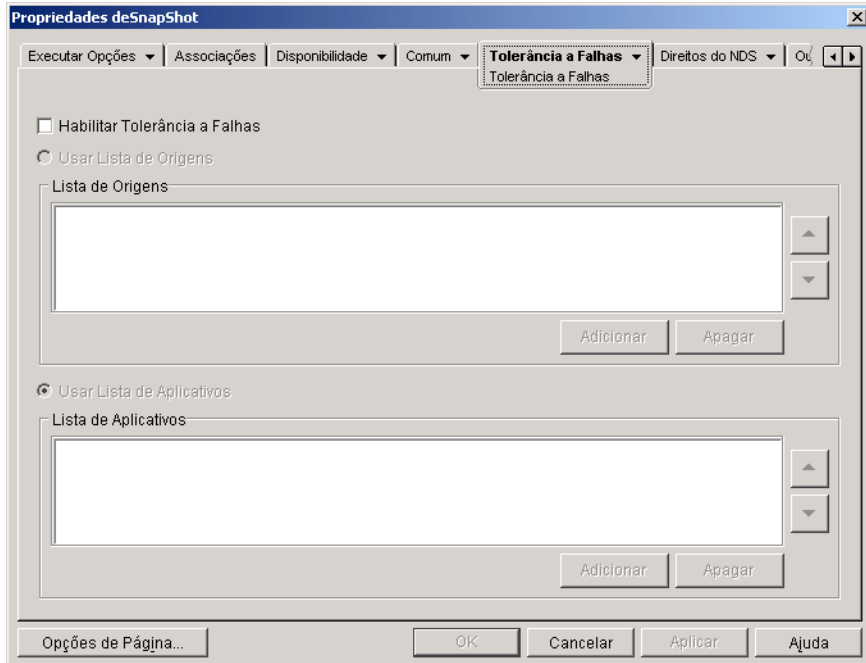 Propriedades deSnapShot
Executar Opções Associações Disponibilidade Comum Tolerância a Falhas Direitos do NDS
Tolerância a Falhas
Habilitar Tolerância a Falhas
Usar Lista de Origens
Lista de Origens
Adicionar Apagar
Usar Lista de Aplicativos
Lista de Aplicativos
Adicionar Apagar
Opções de Página... OK Cancelar Aplicar Ajuda